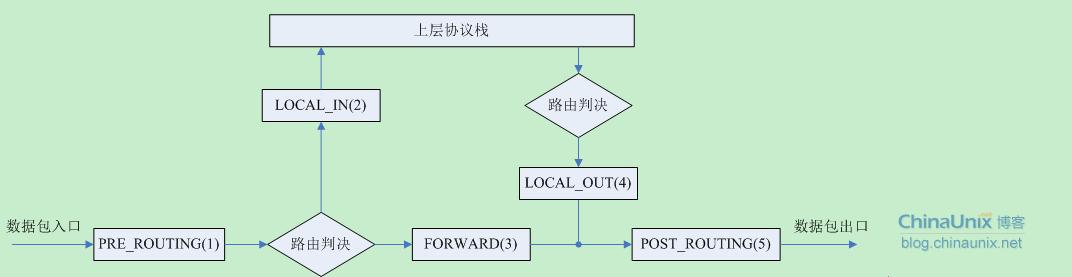 上层协议栈
LOCAL_IN(2)
路由判决
LOCAL_OUT(4)
数据包入口
PRE_ROUTING(1)
路由判决
FORWARD(3)
POST_ROUTING(5)
数据包出口
ChinaUnix.net 博客
blog.chinaunix.net